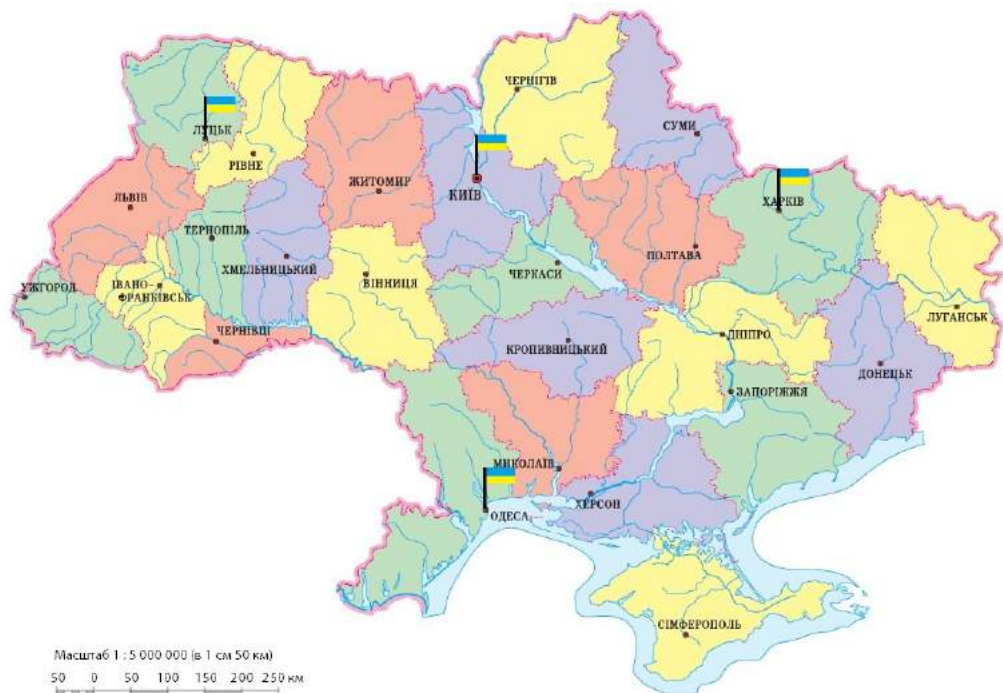 ЧЕРНІГІВ
СУМИ
ЛУЦЬК
РІВНЕ
ЖИТОМИР
КИЇВ
ЛЬВІВ
ХАРКІВ
ТЕРНОПІЛЬ
ХМЕЛЬНИЦЬКИЙ
ПОЛТАВА
ЧЕРКАСИ
ВІННИЦЯ
УЖГОРОД
ІВАНО-
ФРАНКІВСЬК
ЛУГАНСЬК
ЧЕРНІВЦІ
ДНІПРО
КРОПИВНИЦЬКИЙ
ДОНЕЦЬК
ЗАПОРІЖЖЯ
МИКОЛАЇВ
ХЕРСОН
ОДЕСА
СІМФЕРОПОЛЬ
Масштаб 1 : 5 000 000 (в 1 см 50 км)
50 0 50 100 150 200 250 км